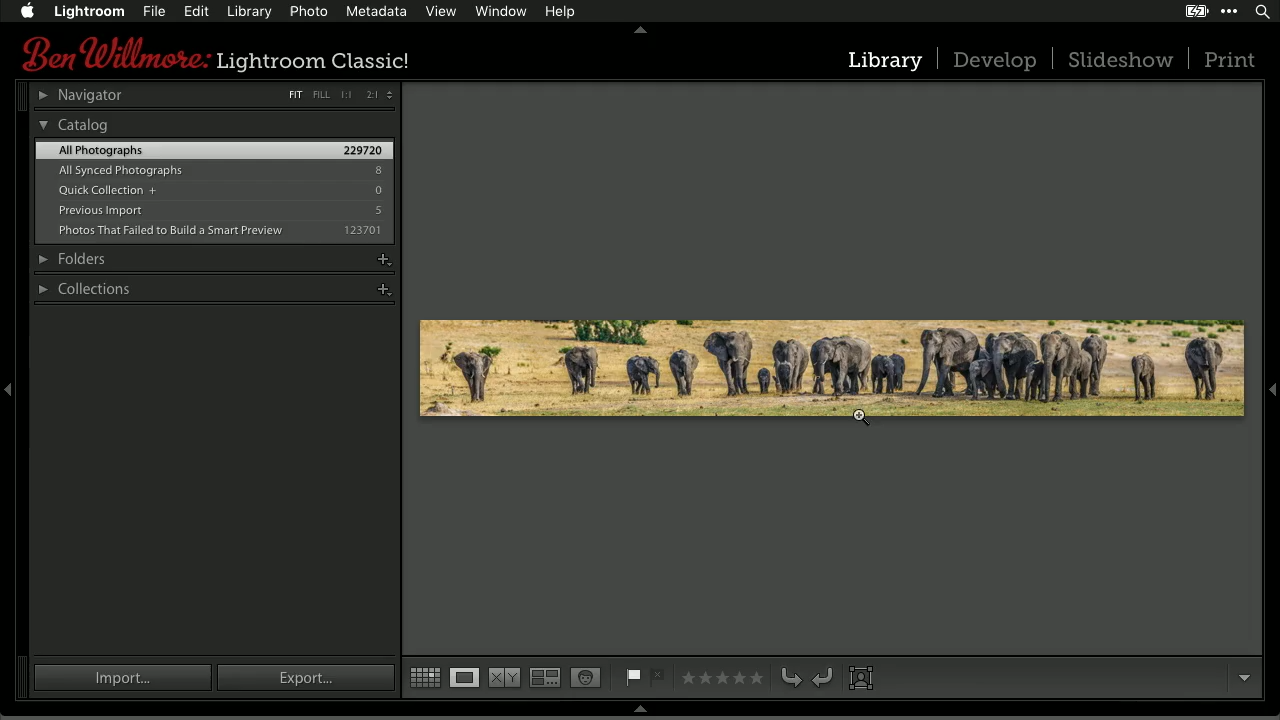 Lightroom File Edit Library Photo Metadata View Window Help
Ben Willmore: Lightroom Classic!
Library Develop Slideshow Print
Navigator FIT FILL 1:1 2:1
Catalog
All Photographs 229720
All Synced Photographs 8
Quick Collection + 0
Previous Import 5
Photos That Failed to Build a Smart Preview 123701
Folders
Collections
Import... Export...
X Y